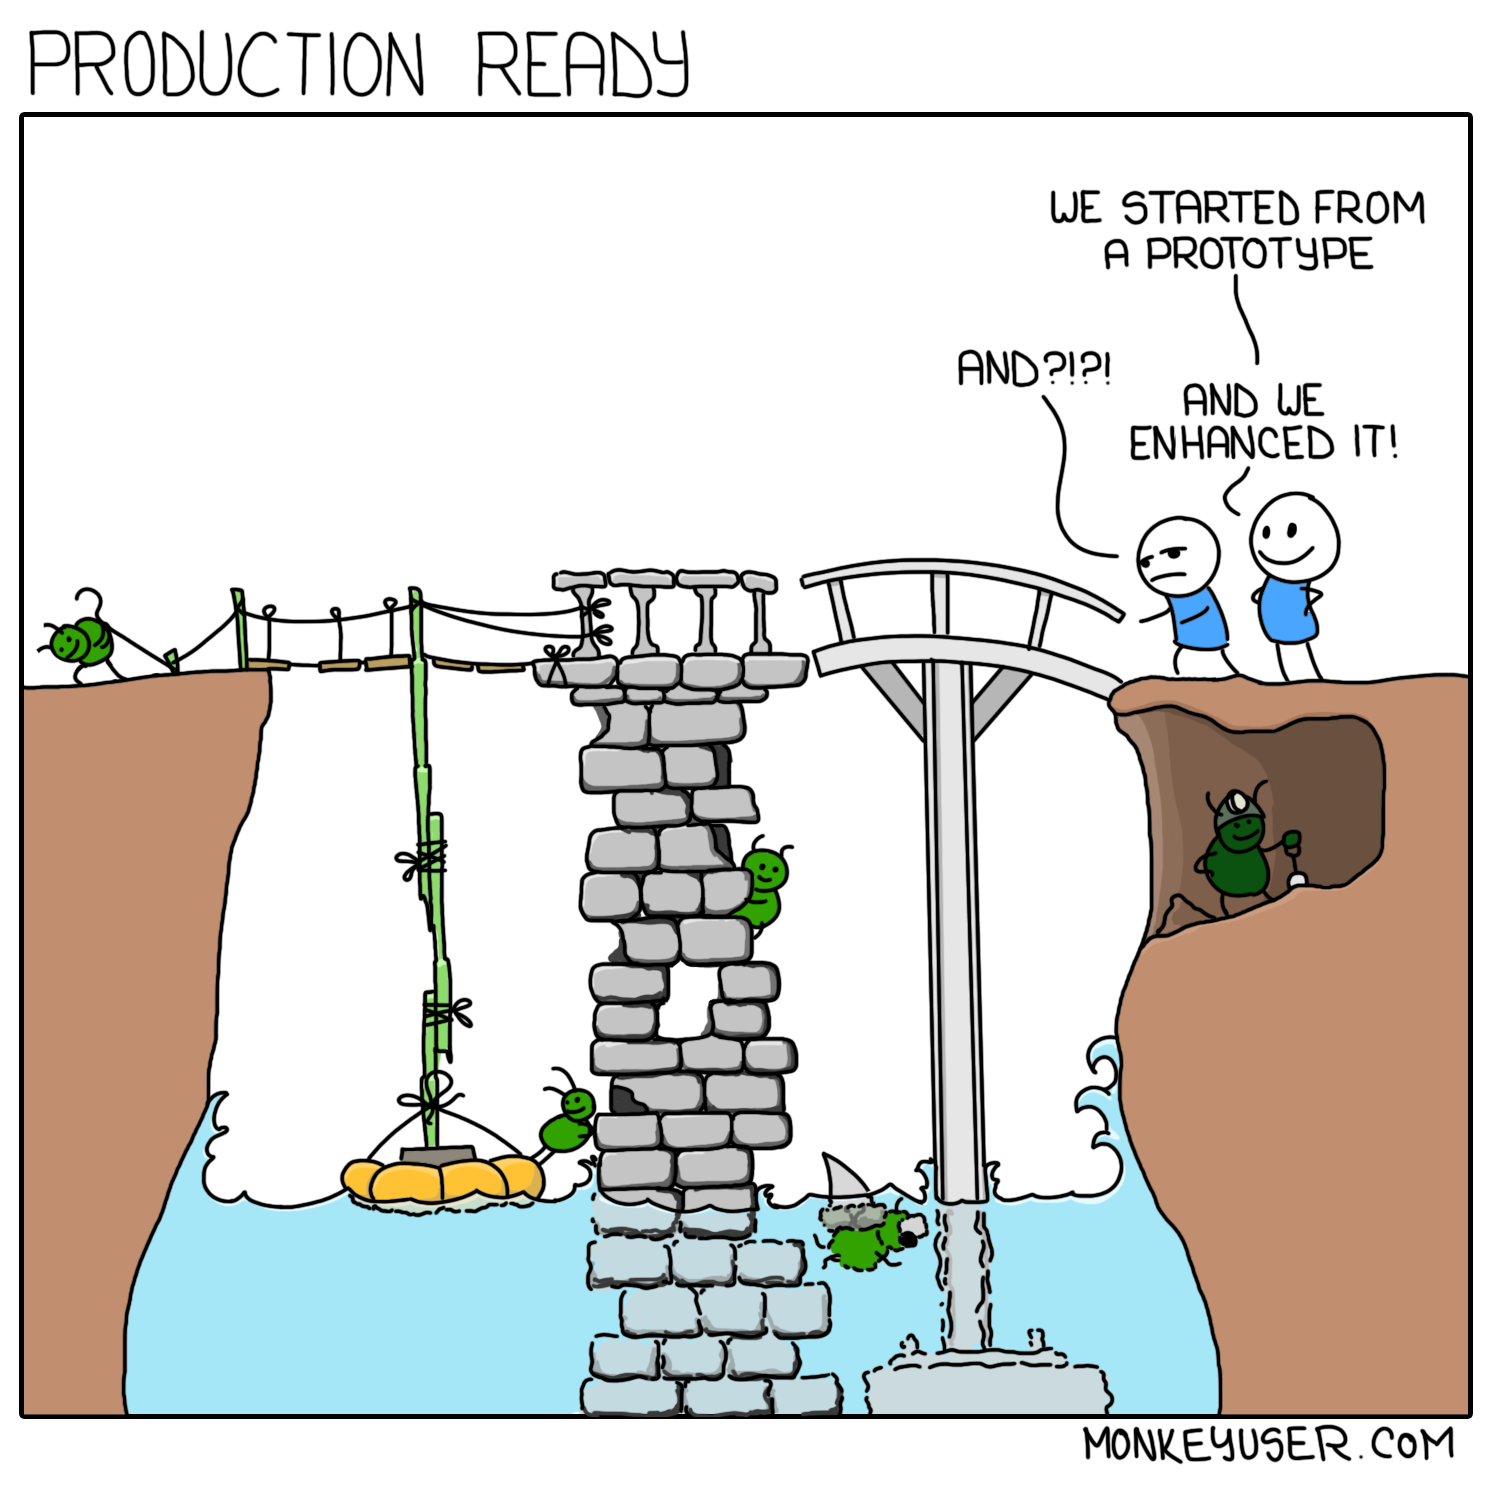 PRODUCTION READY
WE STARTED FROM
A PROTOTYPE
AND?!?!
AND WE
ENHANCED IT!
MONKEYUSER.COM